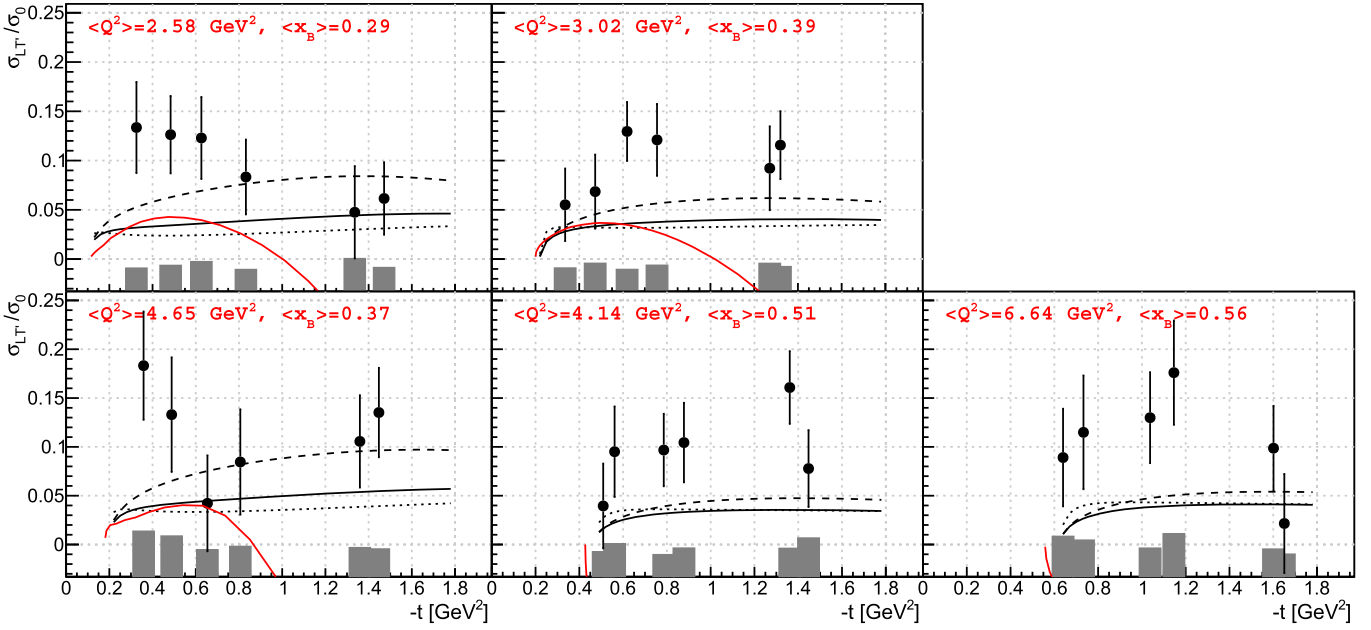 σ_LT'/σ_0
<Q²>=2.58 GeV², <x_B>=0.29
<Q²>=3.02 GeV², <x_B>=0.39
0.25
0.2
0.15
0.1
0.05
0
σ_LT'/σ_0
<Q²>=4.65 GeV², <x_B>=0.37
<Q²>=4.14 GeV², <x_B>=0.51
<Q²>=6.64 GeV², <x_B>=0.56
0.25
0.2
0.15
0.1
0.05
0
0 0.2 0.4 0.6 0.8 1 1.2 1.4 1.6 1.8 0 0.2 0.4 0.6 0.8 1 1.2 1.4 1.6 1.8 0 0.2 0.4 0.6 0.8 1 1.2 1.4 1.6 1.8
-t [GeV²] -t [GeV²] -t [GeV²]